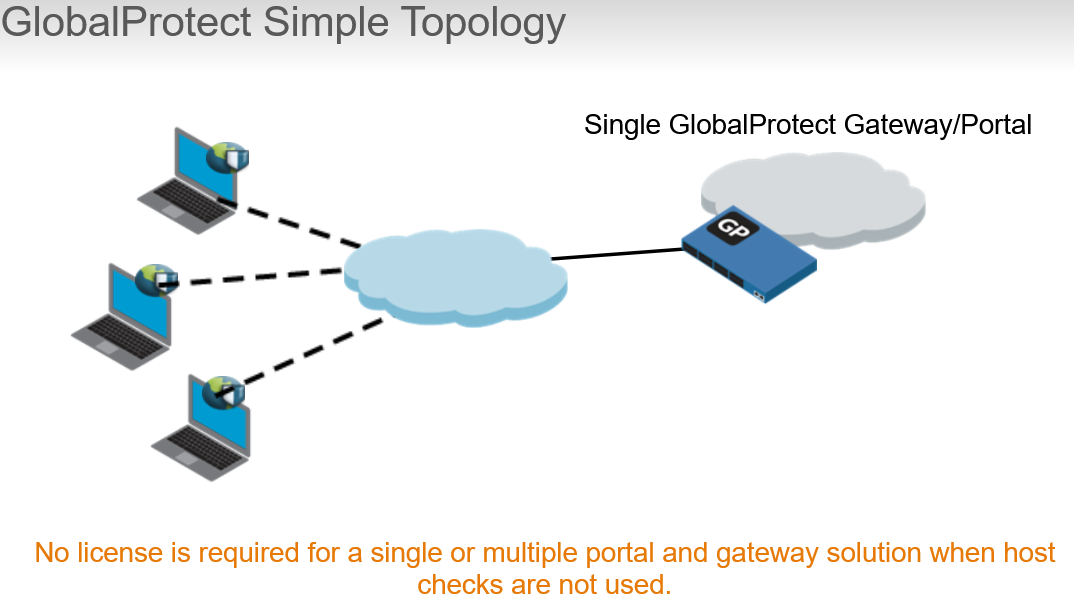 GlobalProtect Simple Topology
Single GlobalProtect Gateway/Portal
GP
No license is required for a single or multiple portal and gateway solution when host
checks are not used.